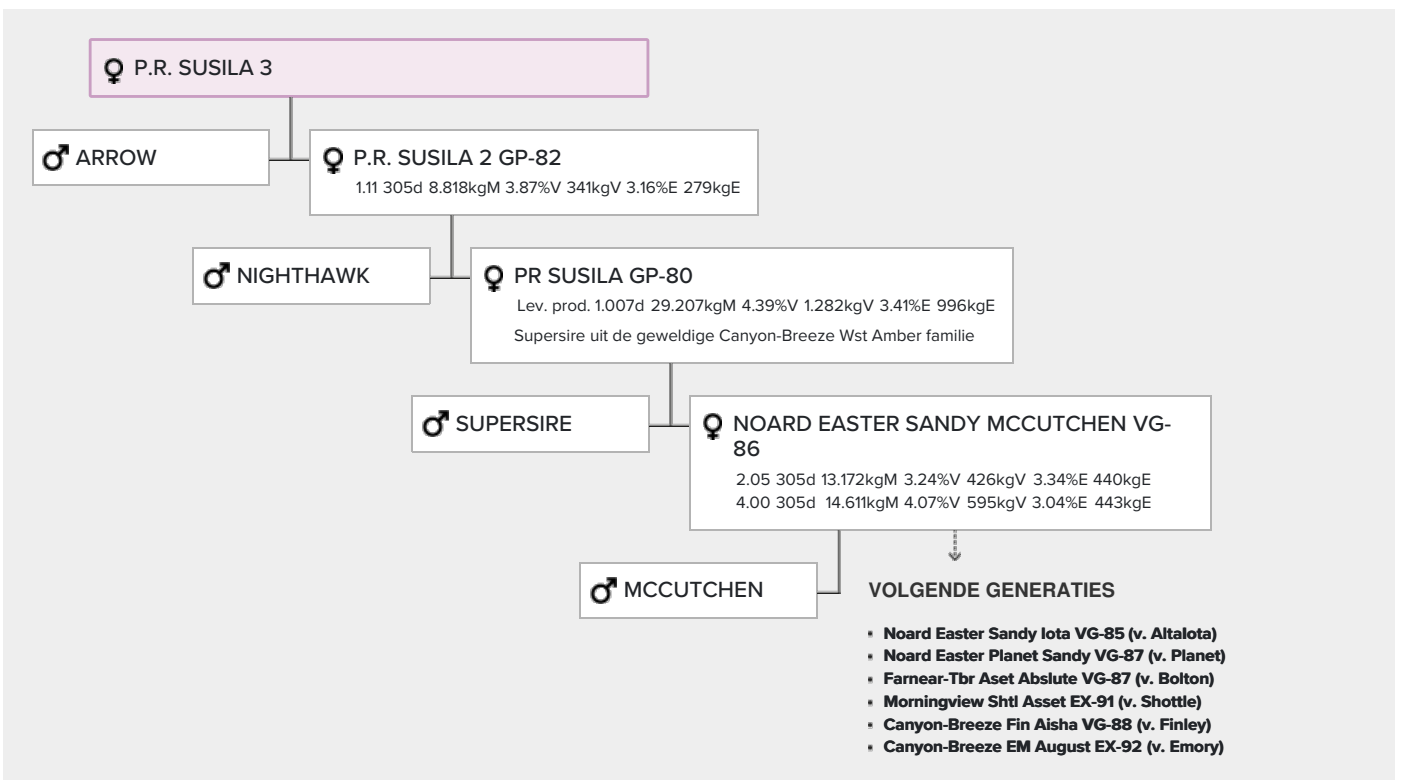 P.R. SUSILA 3
ARROW
P.R. SUSILA 2 GP-82
1.11 305d 8.818kgM 3.87%V 341kgV 3.16%E 279kgE
NIGHTHAWK
PR SUSILA GP-80
Lev. prod. 1.007d 29.207kgM 4.39%V 1.282kgV 3.41%E 996kgE
Supersire uit de geweldige Canyon-Breeze Wst Amber familie
SUPERSIRE
NOARD EASTER SANDY MCCUTCHEN VG-
86
2.05 305d 13.172kgM 3.24%V 426kgV 3.34%E 440kgE
4.00 305d 14.611kgM 4.07%V 595kgV 3.04%E 443kgE
MCCUTCHEN
VOLGENDE GENERATIES
Noard Easter Sandy Iota VG-85 (v. AltaIota)
Noard Easter Planet Sandy VG-87 (v. Planet)
Farnear-Tbr Aset Abslute VG-87 (v. Bolton)
Morningview Shtl Asset EX-91 (v. Shottle)
Canyon-Breeze Fin Aisha VG-88 (v. Finley)
Canyon-Breeze EM August EX-92 (v. Emory)